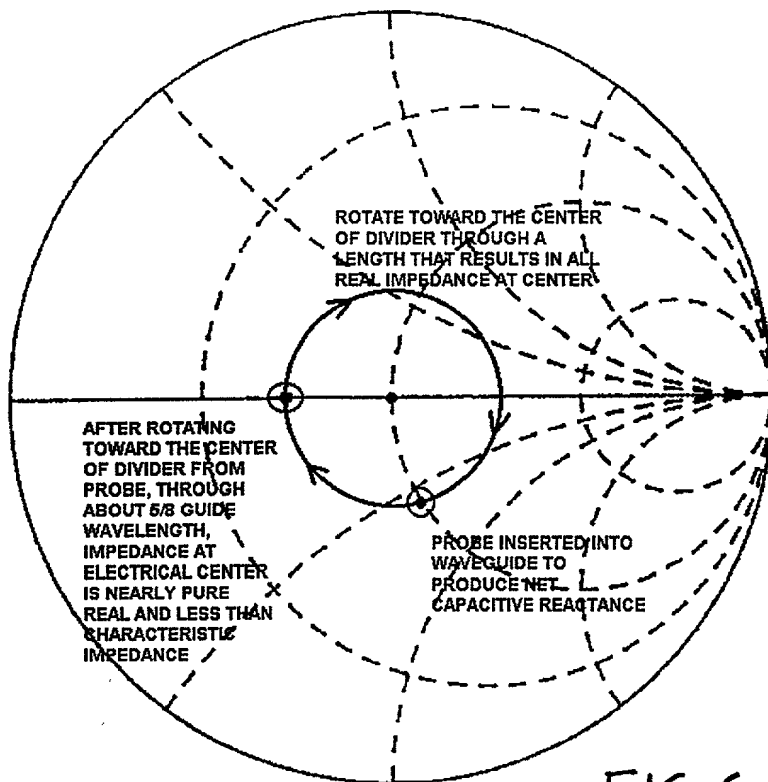 ROTATE TOWARD THE CENTER
OF DIVIDER THROUGH A
LENGTH THAT RESULTS IN ALL
REAL IMPEDANCE AT CENTER
AFTER ROTATING
TOWARD THE CENTER
OF DIVIDER FROM
PROBE, THROUGH
ABOUT 5/8 GUIDE
WAVELENGTH,
IMPEDANCE AT
ELECTRICAL CENTER
IS NEARLY PURE
REAL AND LESS THAN
CHARACTERISTIC
IMPEDANCE
PROBE INSERTED INTO
WAVEGUIDE TO
PRODUCE NET
CAPACITIVE REACTANCE